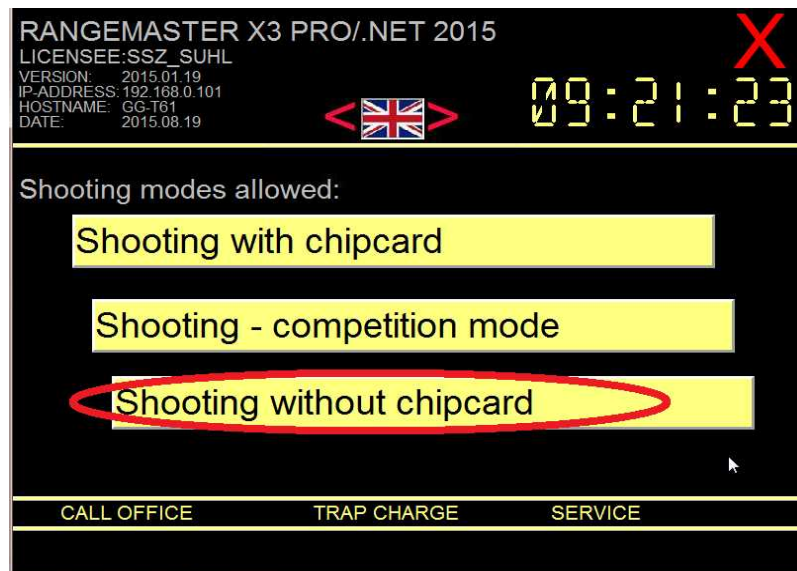 RANGEMASTER X3 PRO/.NET 2015
X
LICENSEE:SSZ_SUHL
VERSION: 2015.01.19
IP-ADDRESS: 192.168.0.101
HOSTNAME: GG-T61
DATE: 2015.08.19
< >
09:21:23
Shooting modes allowed:
Shooting with chipcard
Shooting - competition mode
Shooting without chipcard
CALL OFFICE TRAP CHARGE SERVICE